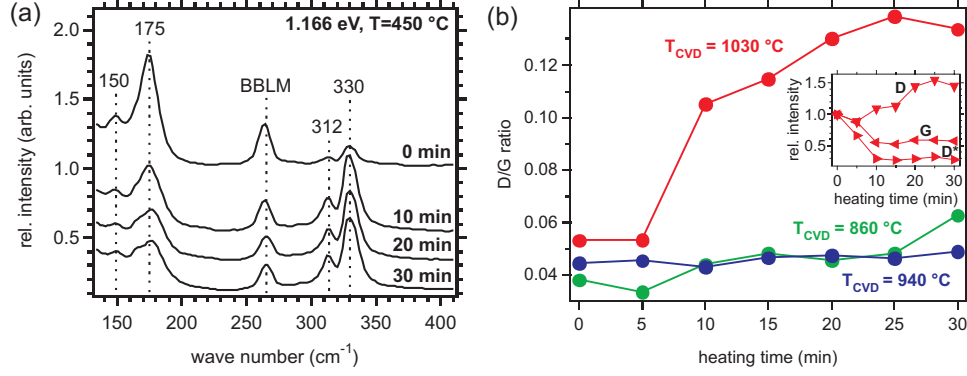 (a)
1.166 eV, T=450 °C
175
150
BBLM
330
312
0 min
10 min
20 min
30 min
2.0
1.5
1.0
0.5
rel. intensity (arb. units)
150 200 250 300 350 400
wave number (cm⁻¹)
(b)
T_CVD = 1030 °C
T_CVD = 860 °C
T_CVD = 940 °C
0.12
0.10
0.08
0.06
0.04
D/G ratio
0 5 10 15 20 25 30
heating time (min)
1.5
1.0
0.5
rel. intensity
D
G
D*
0 10 20 30
heating time (min)